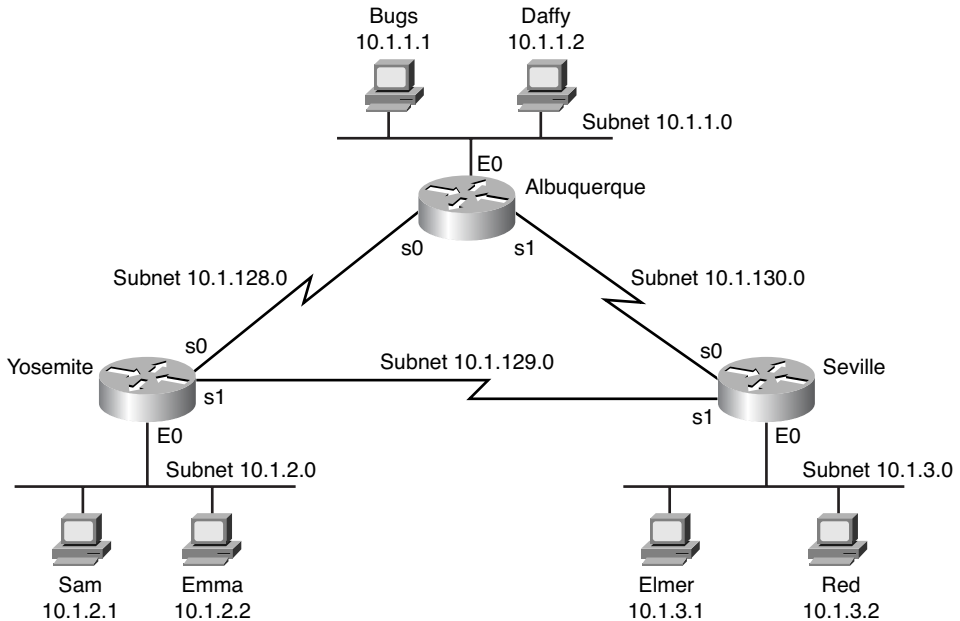 Bugs
10.1.1.1
Daffy
10.1.1.2
Subnet 10.1.1.0
E0
Albuquerque
s0
s1
Subnet 10.1.128.0
Subnet 10.1.130.0
Yosemite
s0
Subnet 10.1.129.0
s0
Seville
s1
s1
E0
E0
Subnet 10.1.2.0
Subnet 10.1.3.0
Sam
10.1.2.1
Emma
10.1.2.2
Elmer
10.1.3.1
Red
10.1.3.2